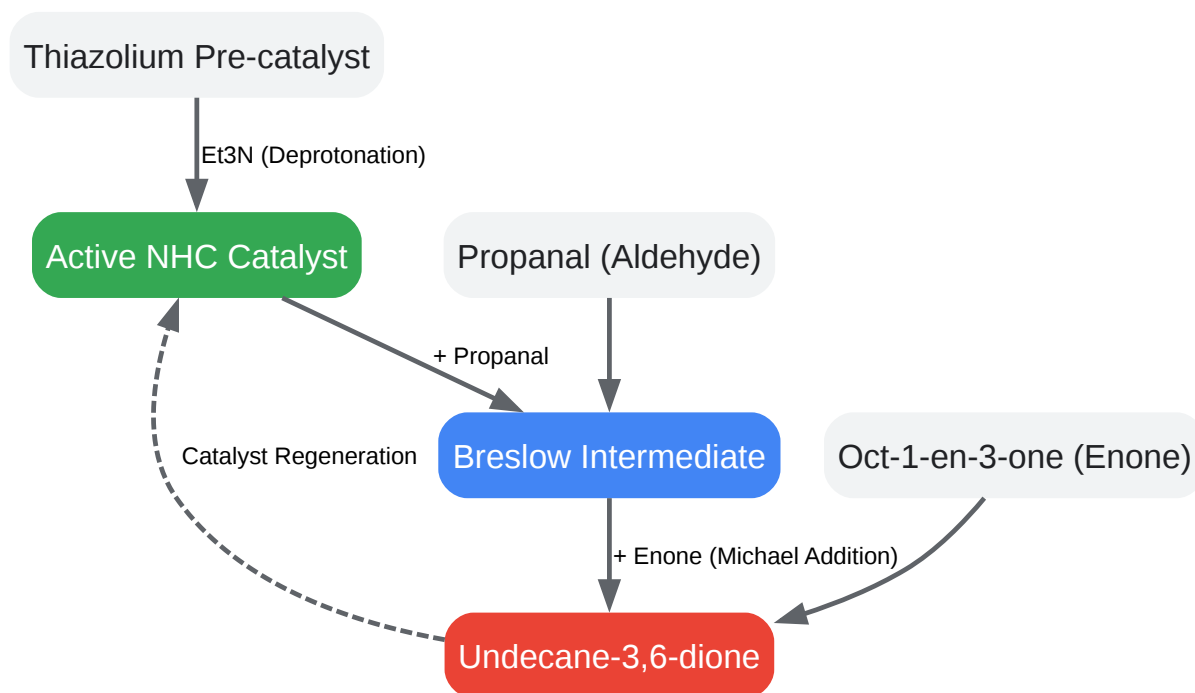 Thiazolium Pre-catalyst
Et3N (Deprotonation)
Active NHC Catalyst
Propanal (Aldehyde)
+ Propanal
Catalyst Regeneration
Breslow Intermediate
Oct-1-en-3-one (Enone)
+ Enone (Michael Addition)
Undecane-3,6-dione